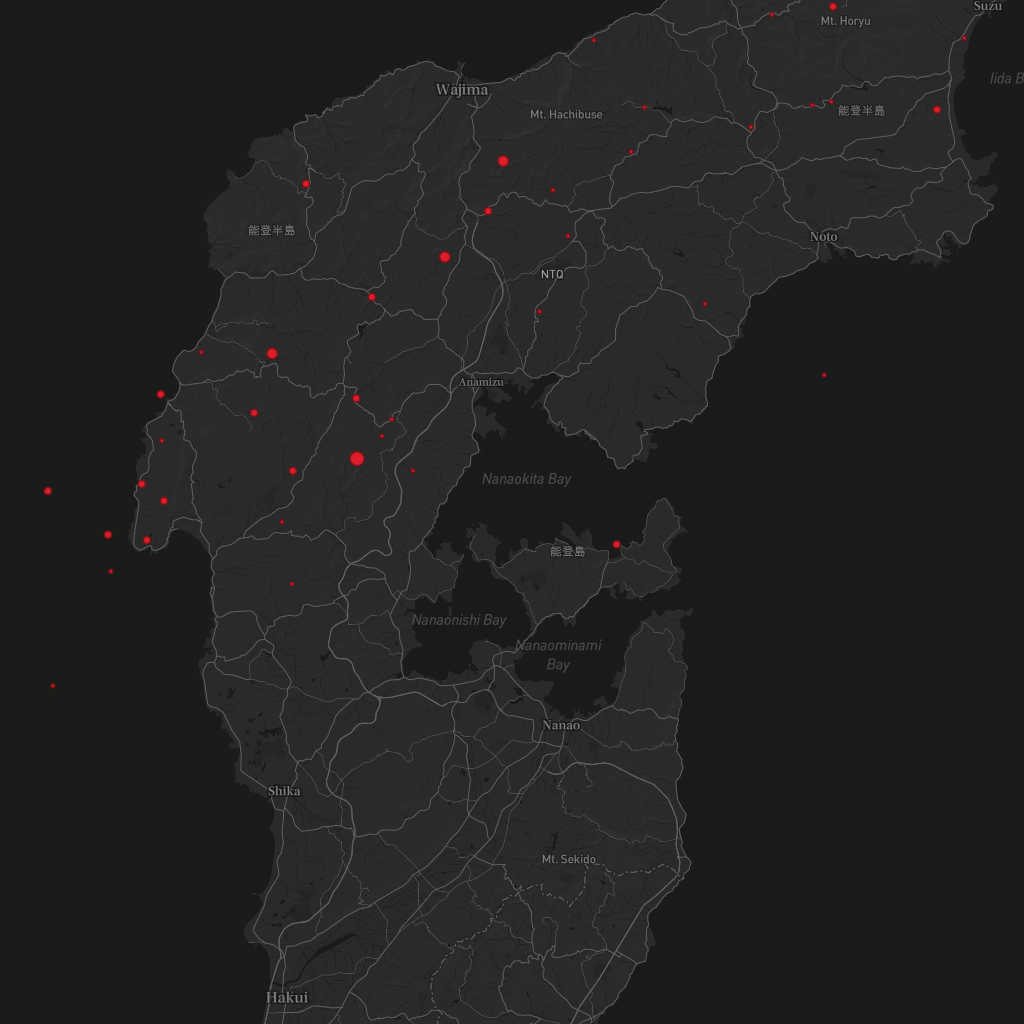 Suzu
Mt. Horyu
Iida B
Wajima
Mt. Hachibuse
能登半島
能登半島
Noto
NTQ
Anamizu
Nanaokita Bay
能登島
Nanaonishi Bay
Nanaominami
Bay
Nanao
Shika
Mt. Sekido
Hakui